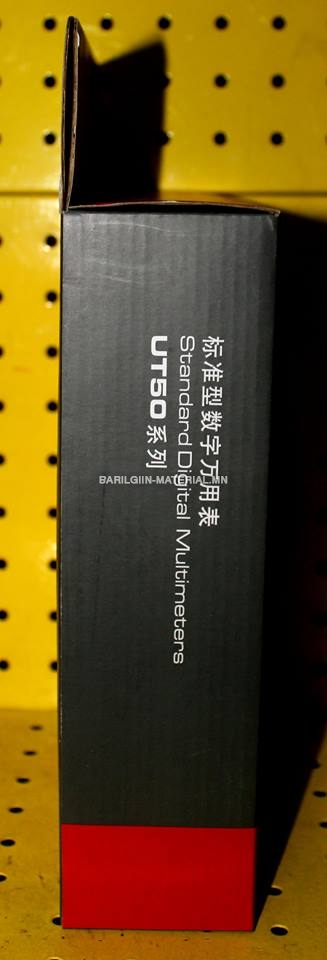 标准型数字万用表
Standard Digital Multimeters
UT50 系列
BARILGIIN-MATERIAL.MN